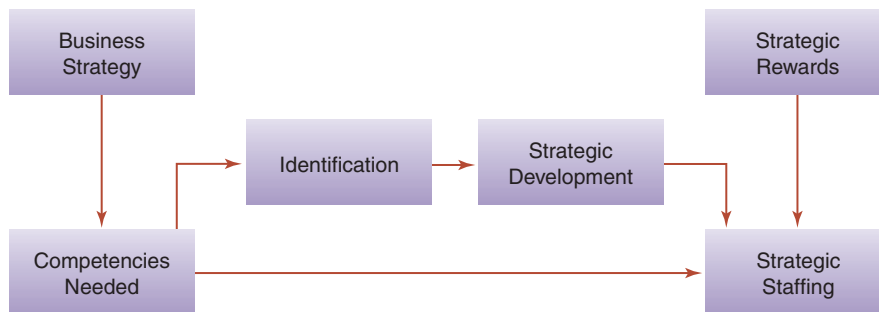 Business
Strategy
Strategic
Rewards
Identification
Strategic
Development
Competencies
Needed
Strategic
Staffing